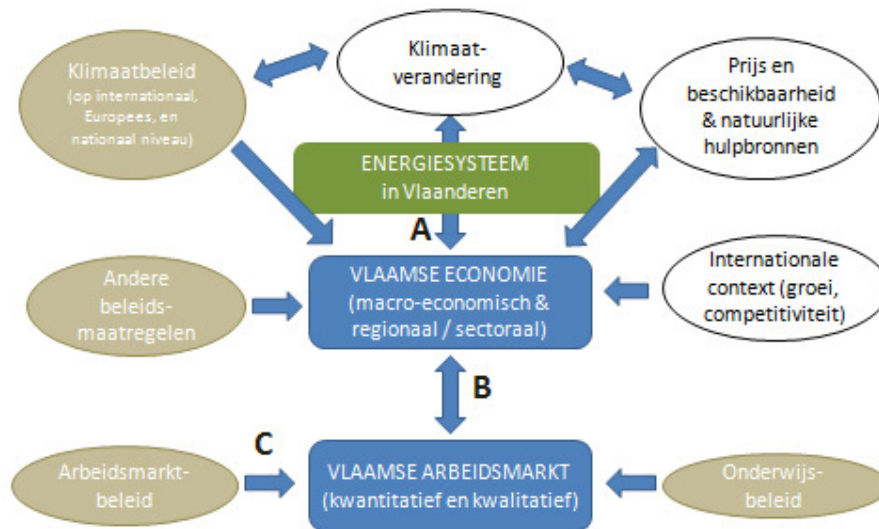 Klimaatbeleid
(op internationaal,
Europees, en
nationaal niveau)
Klimaat-
verandering
Prijs en
beschikbaarheid
& natuurlijke
hulpbronnen
ENERGIESYSTEEM
in Vlaanderen
A
Andere
beleids-
maatregelen
VLAAMSE ECONOMIE
(macro-economisch &
regionaal / sectoraal)
Internationale
context (groei,
competitiviteit)
B
C
Arbeidsmarkt-
beleid
VLAAMSE ARBEIDSMARKT
(kwantitatief en kwalitatief)
Onderwijs-
beleid